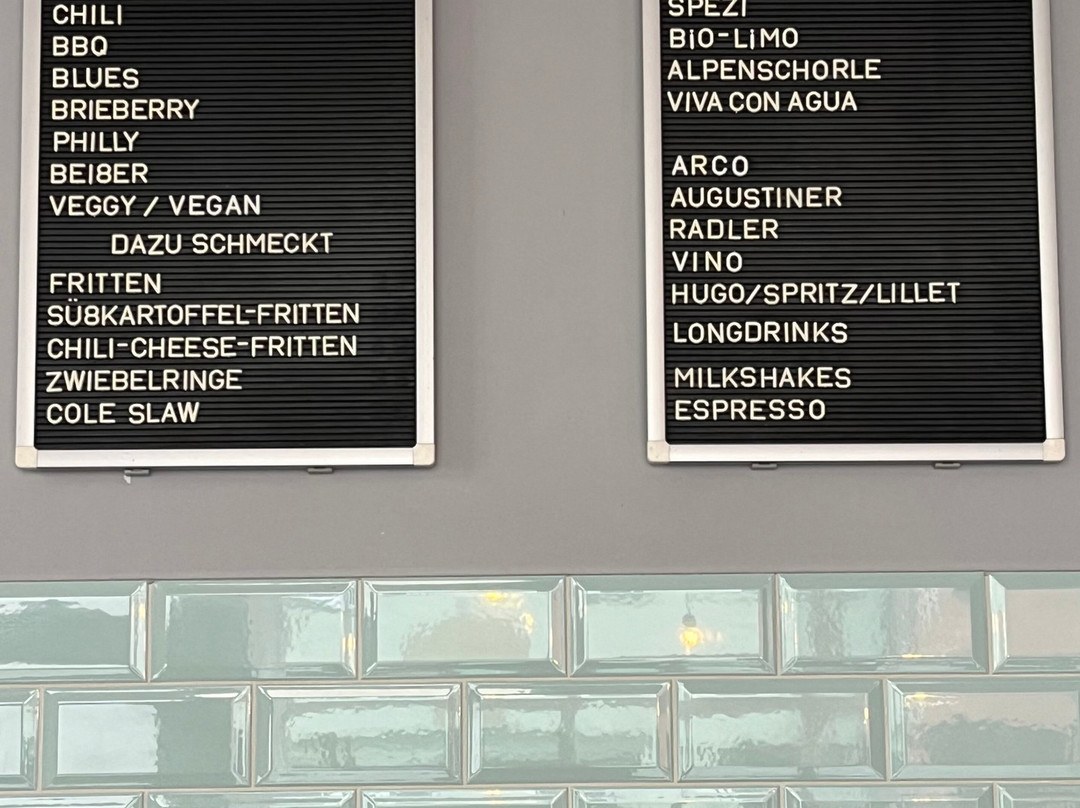 CHILI
BBQ
BLUES
BRIEBERRY
PHILLY
BEI8ER
VEGGY / VEGAN
DAZU SCHMECKT
FRITTEN
SÜ8KARTOFFEL-FRITTEN
CHILI-CHEESE-FRITTEN
ZWIEBELRINGE
COLE SLAW
SPEZI
BiO-LiMO
ALPENSCHORLE
VIVA CON AGUA
ARCO
AUGUSTINER
RADLER
VINO
HUGO/SPRITZ/LILLET
LONGDRINKS
MILKSHAKES
ESPRESSO